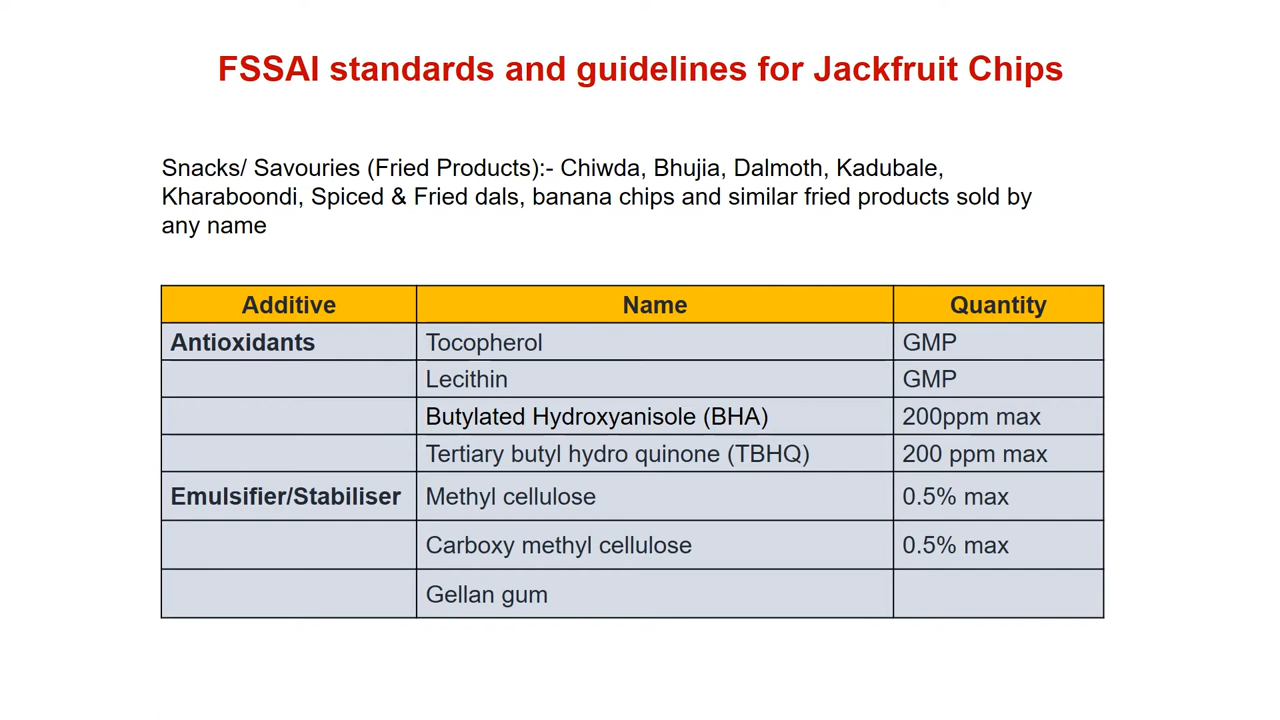 FSSAI standards and guidelines for Jackfruit Chips
Snacks/ Savouries (Fried Products):- Chiwda, Bhujia, Dalmoth, Kadubale,
Kharaboondi, Spiced & Fried dals, banana chips and similar fried products sold by
any name
Additive Name Quantity
Antioxidants Tocopherol GMP
Lecithin GMP
Butylated Hydroxyanisole (BHA) 200ppm max
Tertiary butyl hydro quinone (TBHQ) 200 ppm max
Emulsifier/Stabiliser Methyl cellulose 0.5% max
Carboxy methyl cellulose 0.5% max
Gellan gum